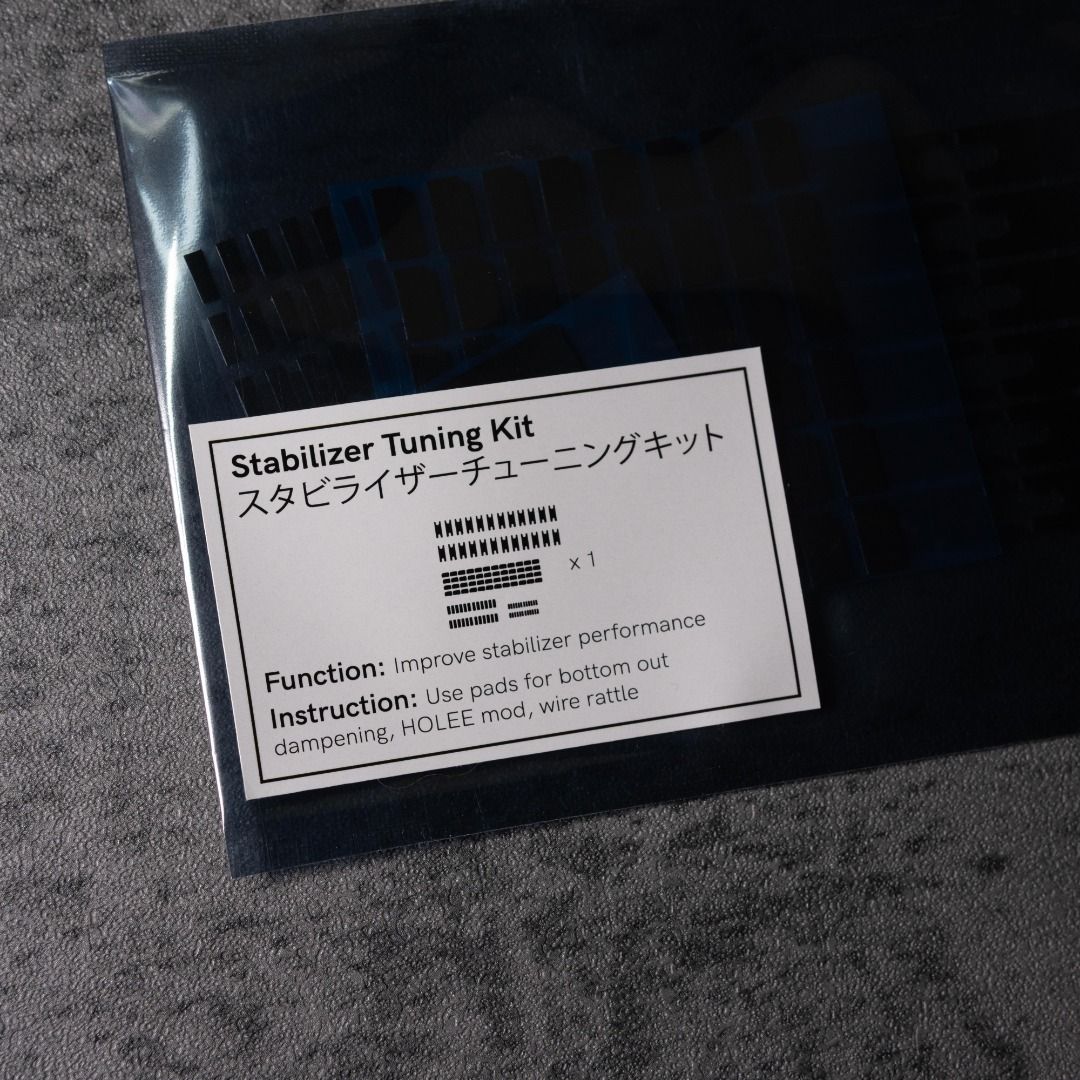 Stabilizer Tuning Kit
スタビライザーチューニングキット
x 1
Function: Improve stabilizer performance
Instruction: Use pads for bottom out
dampening, HOLEE mod, wire rattle